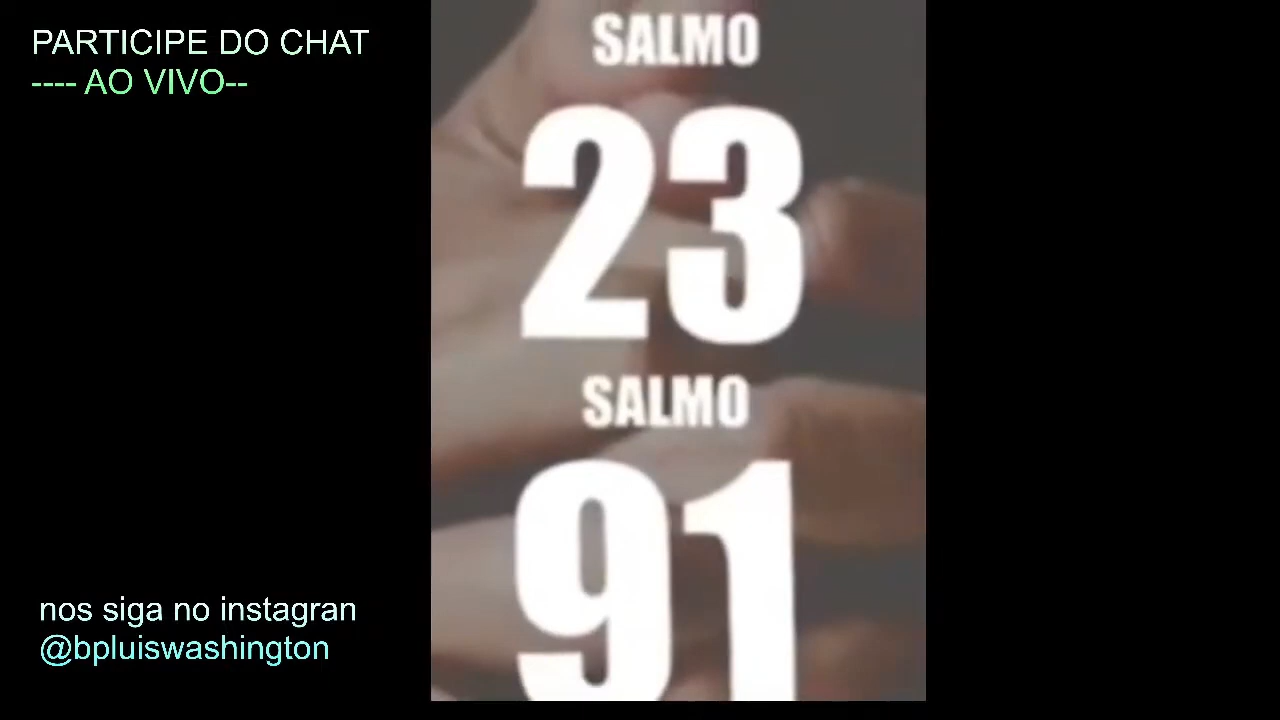 PARTICIPE DO CHAT
---- AO VIVO--
SALMO
23
SALMO
91
nos siga no instagran
@bpluiswashington